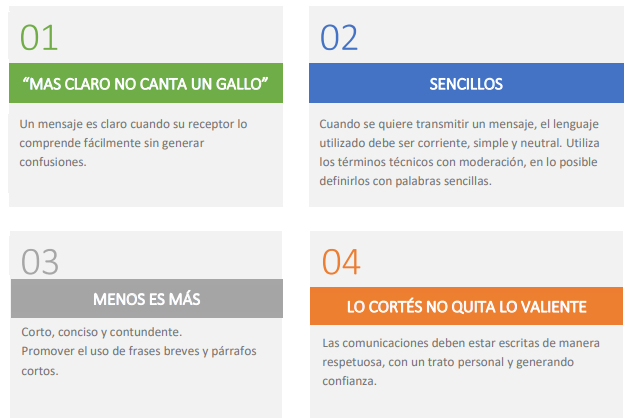 01
“MAS CLARO NO CANTA UN GALLO”
Un mensaje es claro cuando su receptor lo
comprende fácilmente sin generar
confusiones.
02
SENCILLOS
Cuando se quiere transmitir un mensaje, el lenguaje
utilizado debe ser corriente, simple y neutral. Utiliza
los términos técnicos con moderación, en lo posible
definirlos con palabras sencillas.
03
MENOS ES MÁS
Corto, conciso y contundente.
Promover el uso de frases breves y párrafos
cortos.
04
LO CORTÉS NO QUITA LO VALIENTE
Las comunicaciones deben estar escritas de manera
respetuosa, con un trato personal y generando
confianza.